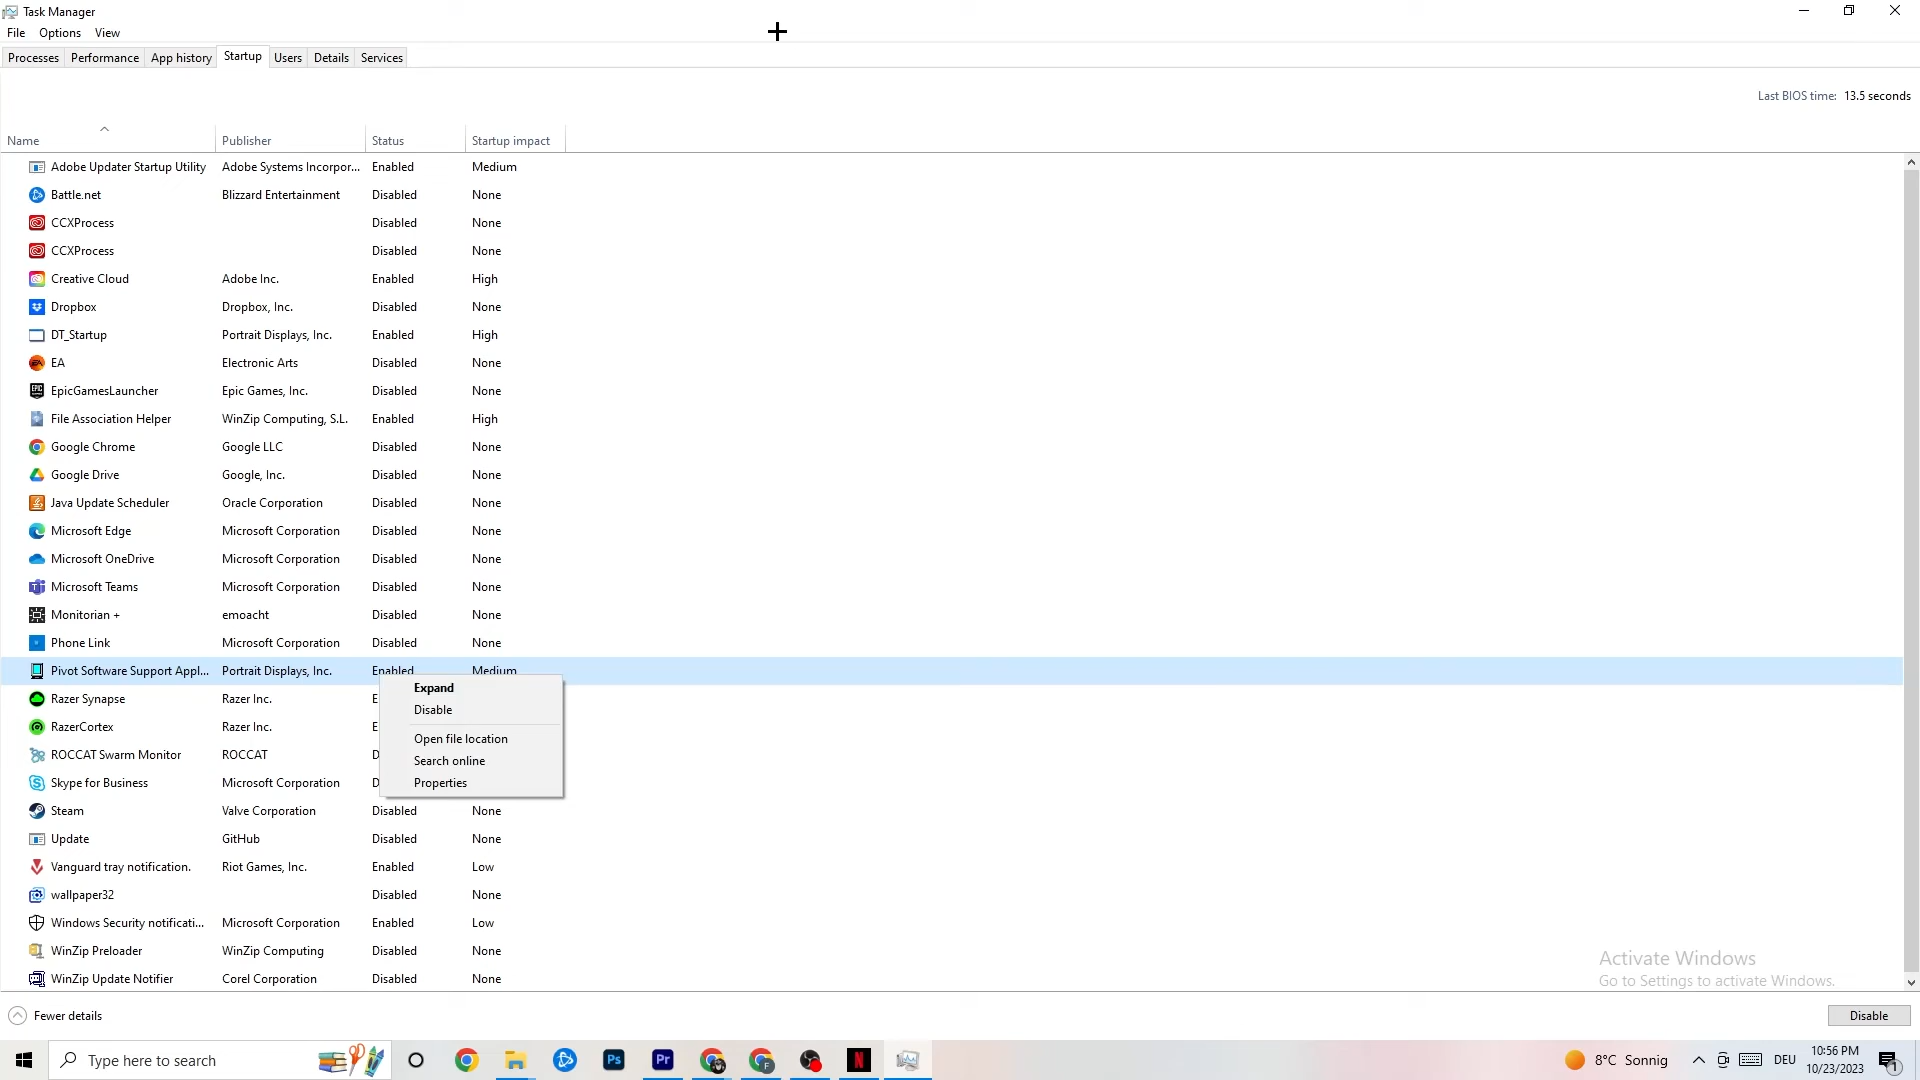 Task Manager
File Options View
Processes Performance App history Startup Users Details Services
Last BIOS time: 13.5 seconds
Name Publisher Status Startup impact
Adobe Updater Startup Utility Adobe Systems Incorpor... Enabled Medium
Battle.net Blizzard Entertainment Disabled None
CCXProcess Disabled None
CCXProcess Disabled None
Creative Cloud Adobe Inc. Enabled High
Dropbox Dropbox, Inc. Disabled None
DT_Startup Portrait Displays, Inc. Enabled High
EA Electronic Arts Disabled None
EpicGamesLauncher Epic Games, Inc. Disabled None
File Association Helper WinZip Computing, S.L. Enabled High
Google Chrome Google LLC Disabled None
Google Drive Google, Inc. Disabled None
Java Update Scheduler Oracle Corporation Disabled None
Microsoft Edge Microsoft Corporation Disabled None
Microsoft OneDrive Microsoft Corporation Disabled None
Microsoft Teams Microsoft Corporation Disabled None
Monitorian + emoacht Disabled None
Phone Link Microsoft Corporation Disabled None
Pivot Software Support Appl... Portrait Displays, Inc. Enabled Medium
Expand
Razer Synapse Razer Inc. E
Disable
RazerCortex Razer Inc. E
Open file location
ROCCAT Swarm Monitor ROCCAT D
Search online
Skype for Business Microsoft Corporation D
Properties
Steam Valve Corporation Disabled None
Update GitHub Disabled None
Vanguard tray notification. Riot Games, Inc. Enabled Low
wallpaper32 Disabled None
Windows Security notificati... Microsoft Corporation Enabled Low
WinZip Preloader WinZip Computing Disabled None
WinZip Update Notifier Corel Corporation Disabled None
Activate Windows
Go to Settings to activate Windows.
Fewer details Disable
Type here to search
Ps Pr F N
8°C Sonnig DEU 10:56 PM
10/23/2023 1